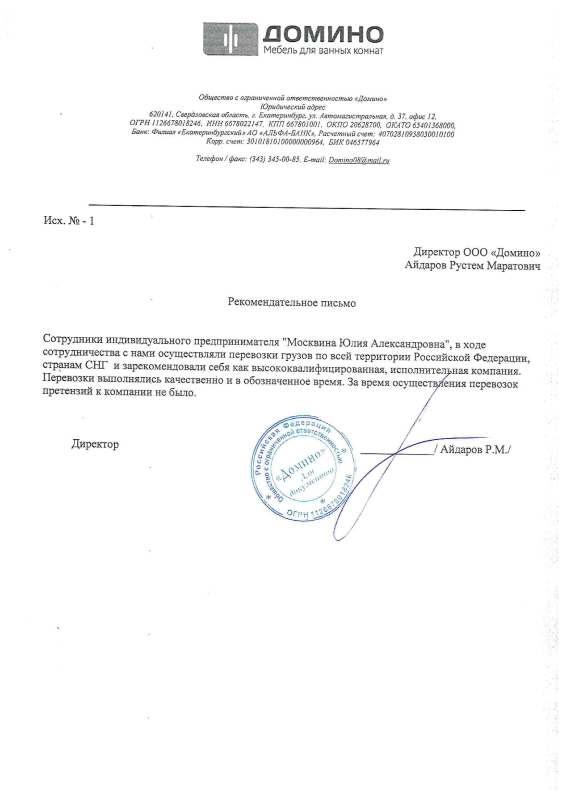 ДОМИНО
Мебель для ванных комнат
Общество с ограниченной ответственностью «Домино»
Юридический адрес
620141, Свердловская область, г. Екатеринбург, ул. Автомагистральная, д. 37, офис 12,
ОГРН 1126678018246, ИНН 6678022147, КПП 667801001, ОКПО 20628700, ОКАТО 65401368000,
Банк: Филиал «Екатеринбургский» АО «АЛЬФА-БАНК», Расчетный счет: 40702810938030010100
Корр. счет: 30101810100000000964, БИК 046577964
Телефон / факс: (343) 345-00-85, E-mail: Domino08@mail.ru
Исх. № - 1
Директор ООО «Домино»
Айдаров Рустем Маратович
Рекомендательное письмо
Сотрудники индивидуального предпринимателя "Москвина Юлия Александровна", в ходе
сотрудничества с нами осуществляли перевозки грузов по всей территории Российской Федерации,
странам СНГ и зарекомендовали себя как высококвалифицированная, исполнительная компания.
Перевозки выполнялись качественно и в обозначенное время. За время осуществления перевозок
претензий к компании не было.
Директор
/ Айдаров Р.М./
Российская Федерация
Общество с ограниченной ответственностью
«Домино»
Для
документов
ОГРН 1126678018246